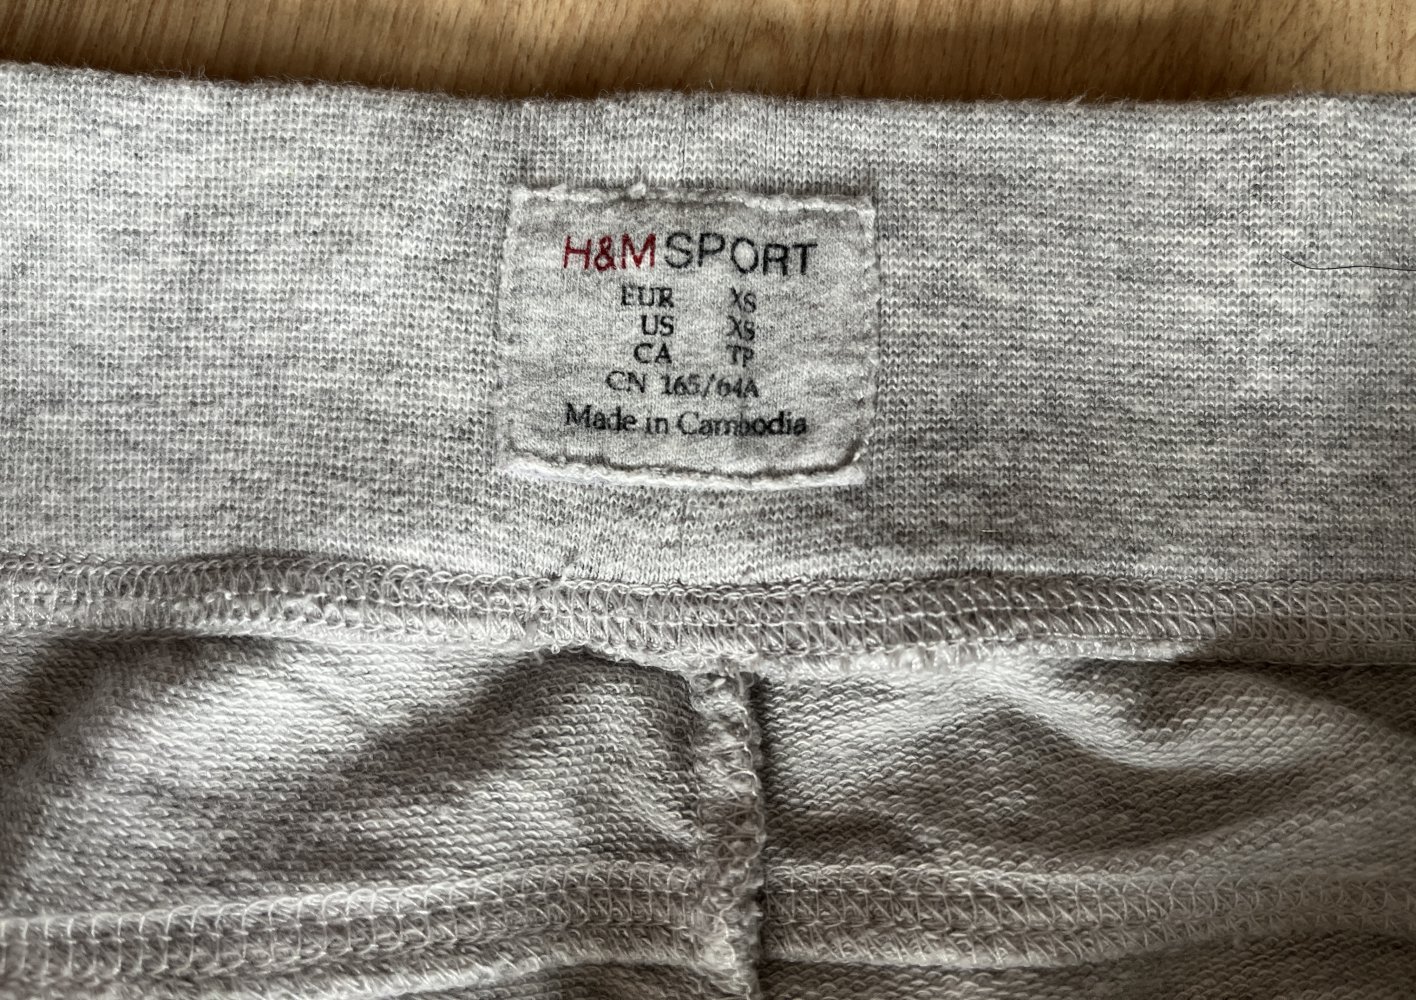 H&M SPORT
EUR XS
US XS
CA TP
CN 165/64A
Made in Cambodia